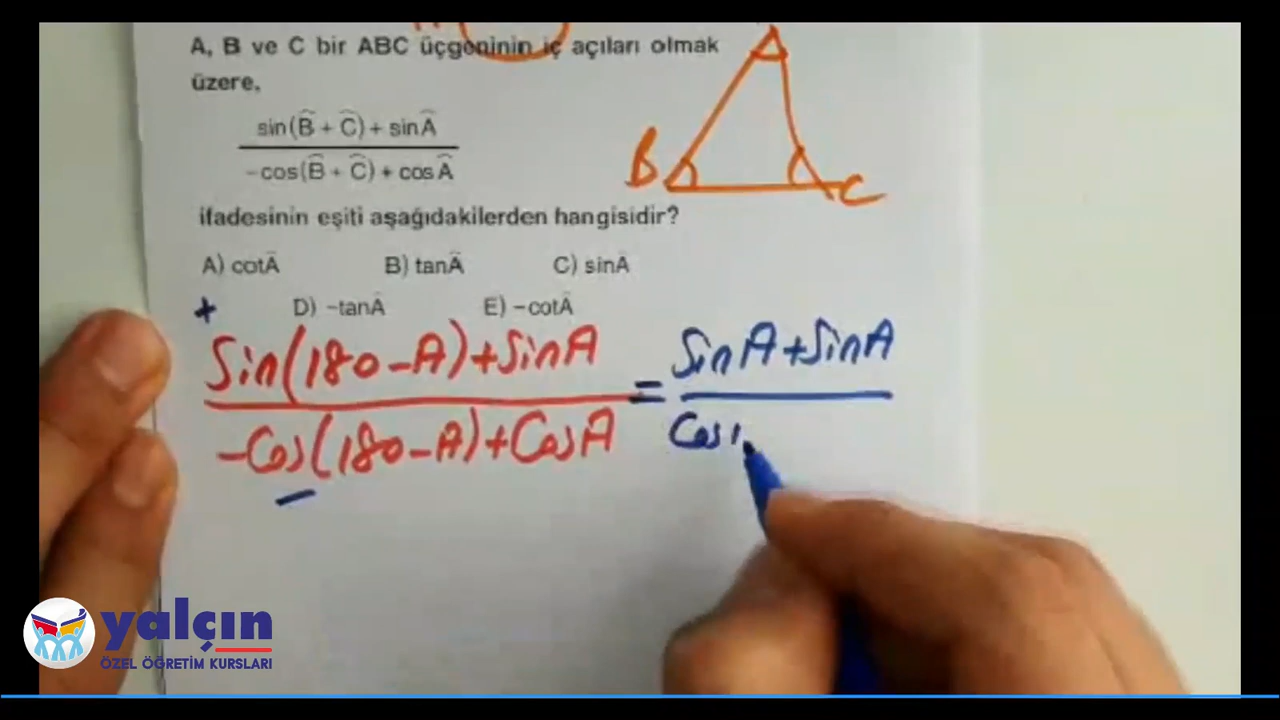 A, B ve C bir ABC üçgeninin iç açıları olmak
üzere,
sin(B̂ + Ĉ) + sinÂ
-cos(B̂ + Ĉ) + cosÂ
ifadesinin eşiti aşağıdakilerden hangisidir?
A) cotÂ B) tanÂ C) sinÂ
D) -tanÂ E) -cotÂ
B
C
+
Sin(180-A)+SinA = SinA+SinA
-Cos(180-A)+CosA Cos
yalçın
ÖZEL ÖĞRETİM KURSLARI